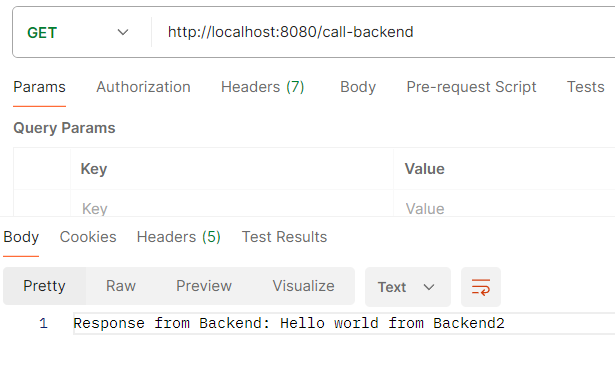 GET http://localhost:8080/call-backend
Params Authorization Headers (7) Body Pre-request Script Tests
Query Params
Key Value
Key Value
Body Cookies Headers (5) Test Results
Pretty Raw Preview Visualize Text
1 Response from Backend: Hello world from Backend2